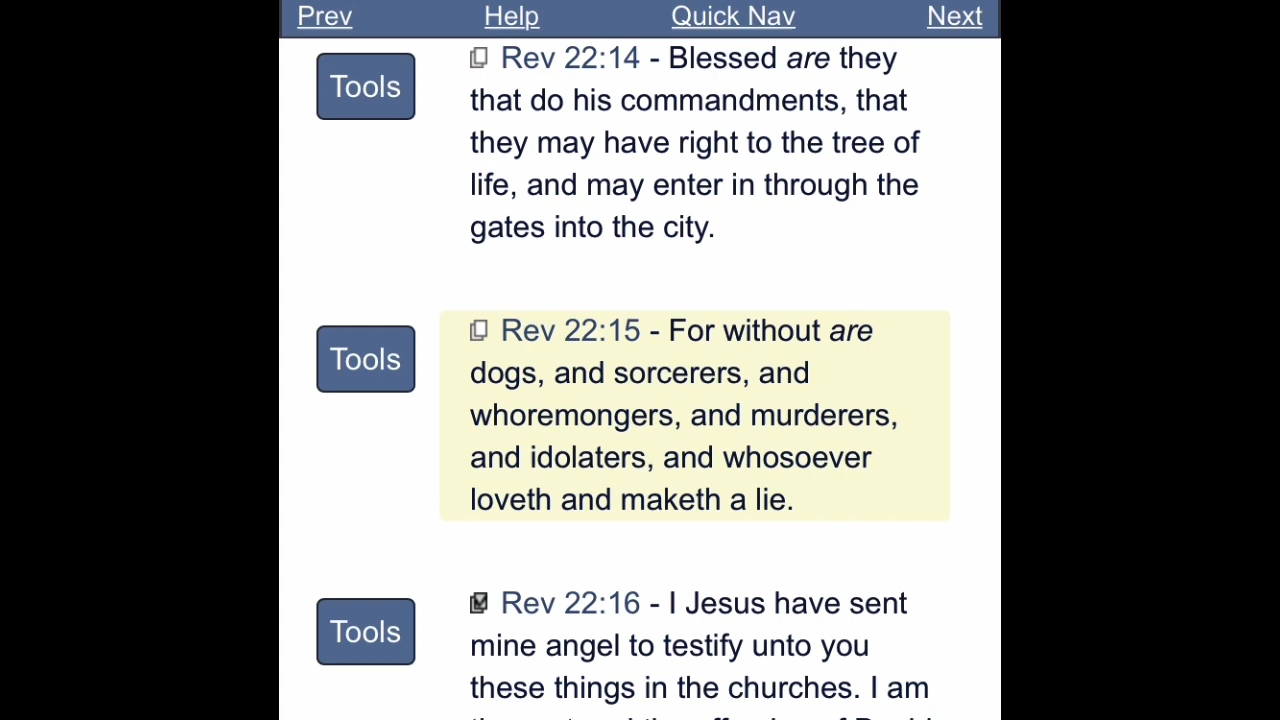 Prev Help Quick Nav Next
Tools
Rev 22:14 - Blessed are they
that do his commandments, that
they may have right to the tree of
life, and may enter in through the
gates into the city.
Tools
Rev 22:15 - For without are
dogs, and sorcerers, and
whoremongers, and murderers,
and idolaters, and whosoever
loveth and maketh a lie.
Tools
Rev 22:16 - I Jesus have sent
mine angel to testify unto you
these things in the churches. I am